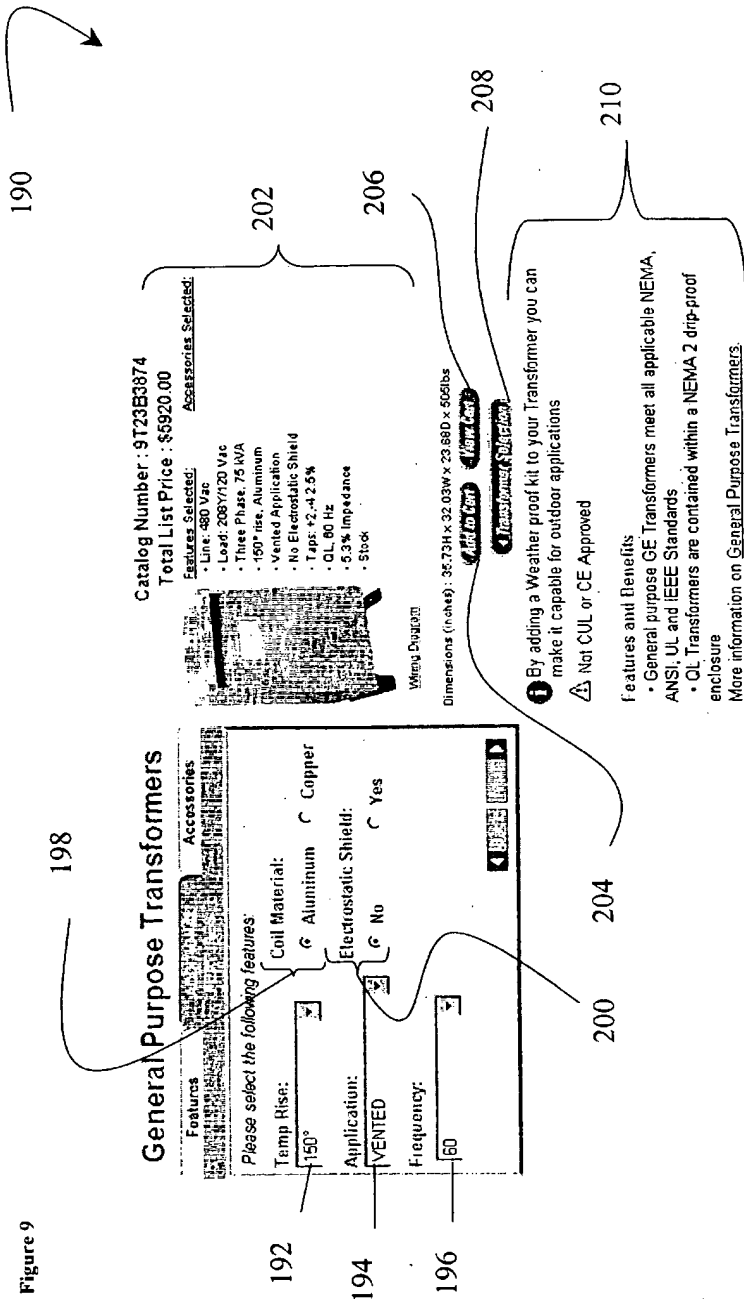 Figure 9
190
General Purpose Transformers
Features
Accessories
Please select the following features:
Temp Rise:
150°
Coil Material:
Aluminum
Copper
Application:
VENTED
Electrostatic Shield:
No
Yes
Frequency:
60
192
194
196
198
200
Catalog Number : 9T23B3874
Total List Price : $5920.00
Features Selected:
Accessories Selected:
• Line: 480 Vac
• Load: 208Y/120 Vac
• Three Phase, 75 kVA
• 150° rise, Aluminum
• Vented Application
• No Electrostatic Shield
• Taps: +2,-4 2.5%
• QL, 60 Hz
• 5.3% Impedance
• Stock
Wiring Diagram
Dimensions (inches) : 35.73H x 32.03W x 23.68D x 505lbs
Add to Cart
View Cart
Transformer Selection
202
204
206
208
By adding a Weather proof kit to your Transformer you can
make it capable for outdoor applications
Not CUL or CE Approved
Features and Benefits
• General purpose GE Transformers meet all applicable NEMA,
ANSI, UL and IEEE Standards
• QL Transformers are contained within a NEMA 2 drip-proof
enclosure
More information on General Purpose Transformers.
210